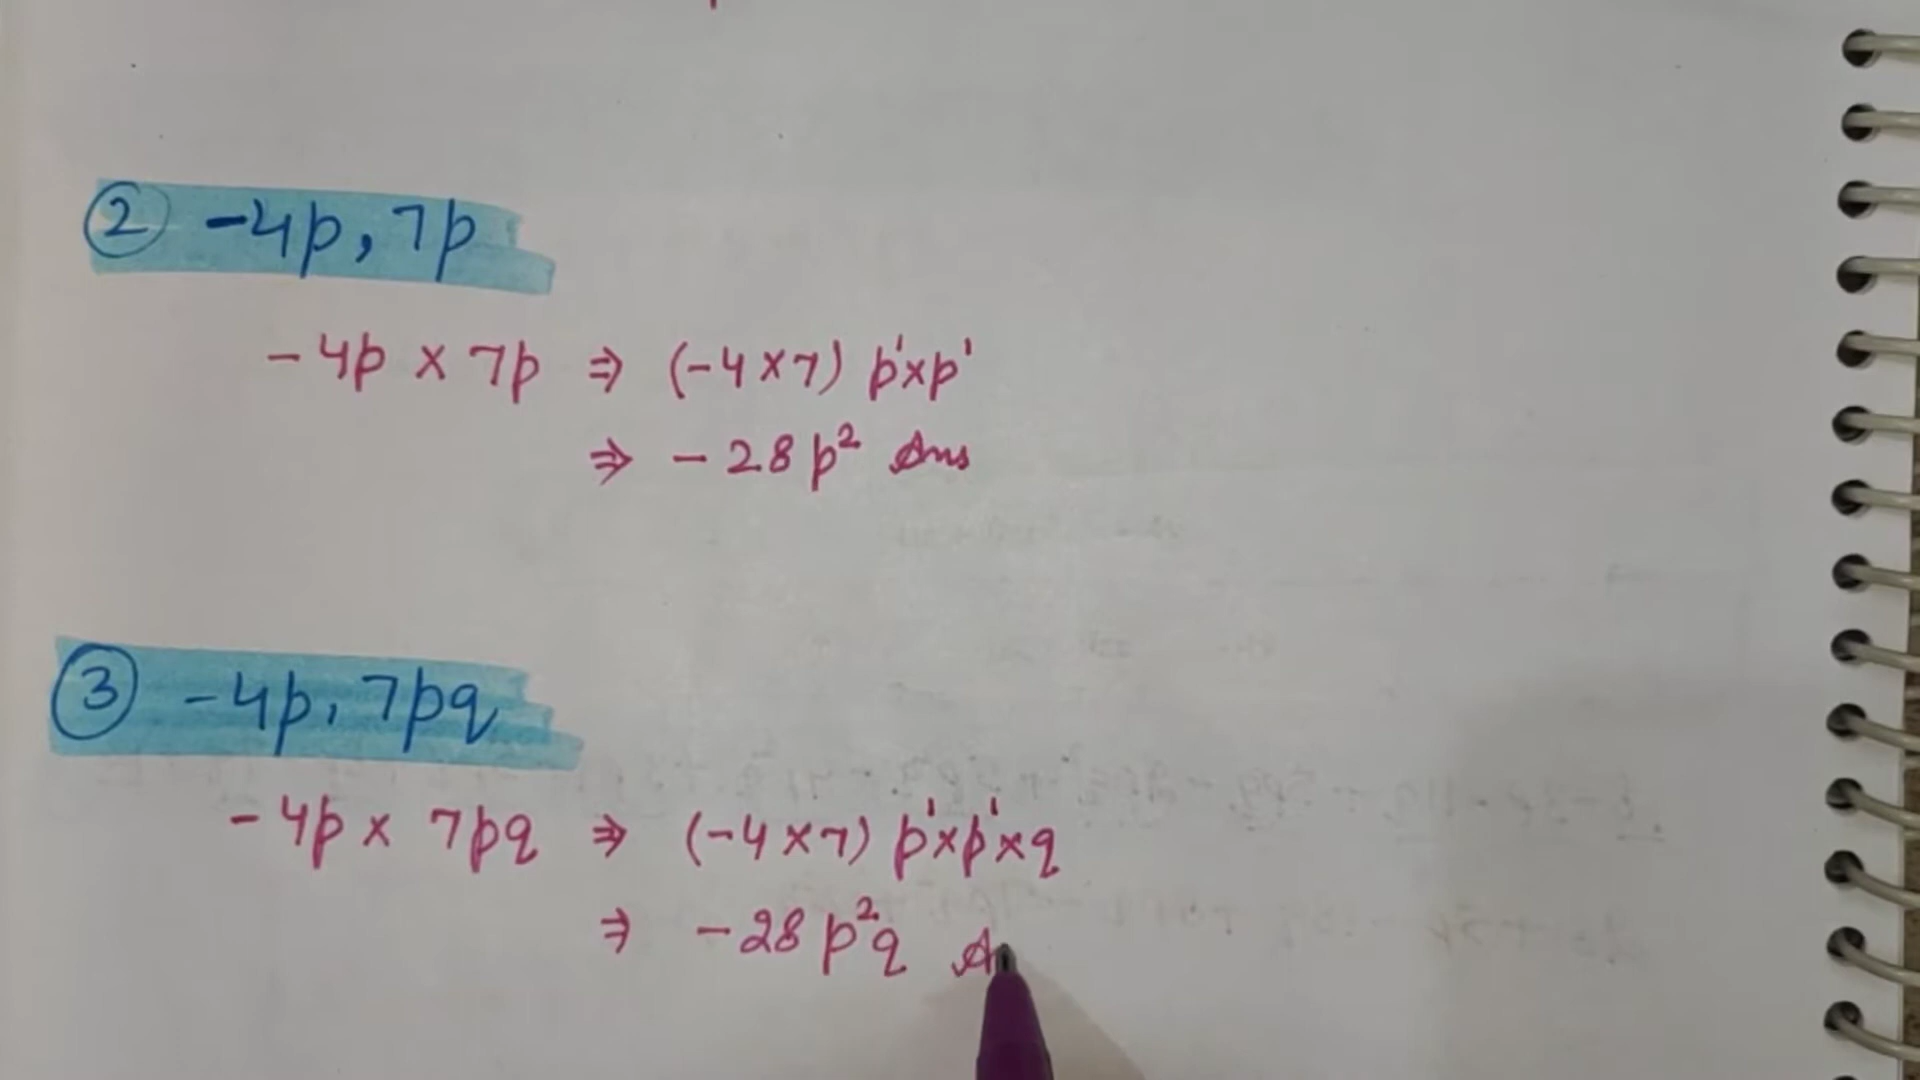 ② -4p, 7p
-4p × 7p ⇒ (-4×7) p¹×p¹
⇒ -28p² Ans
③ -4p, 7pq
-4p × 7pq ⇒ (-4×7) p¹×p¹×q
⇒ -28p²q A